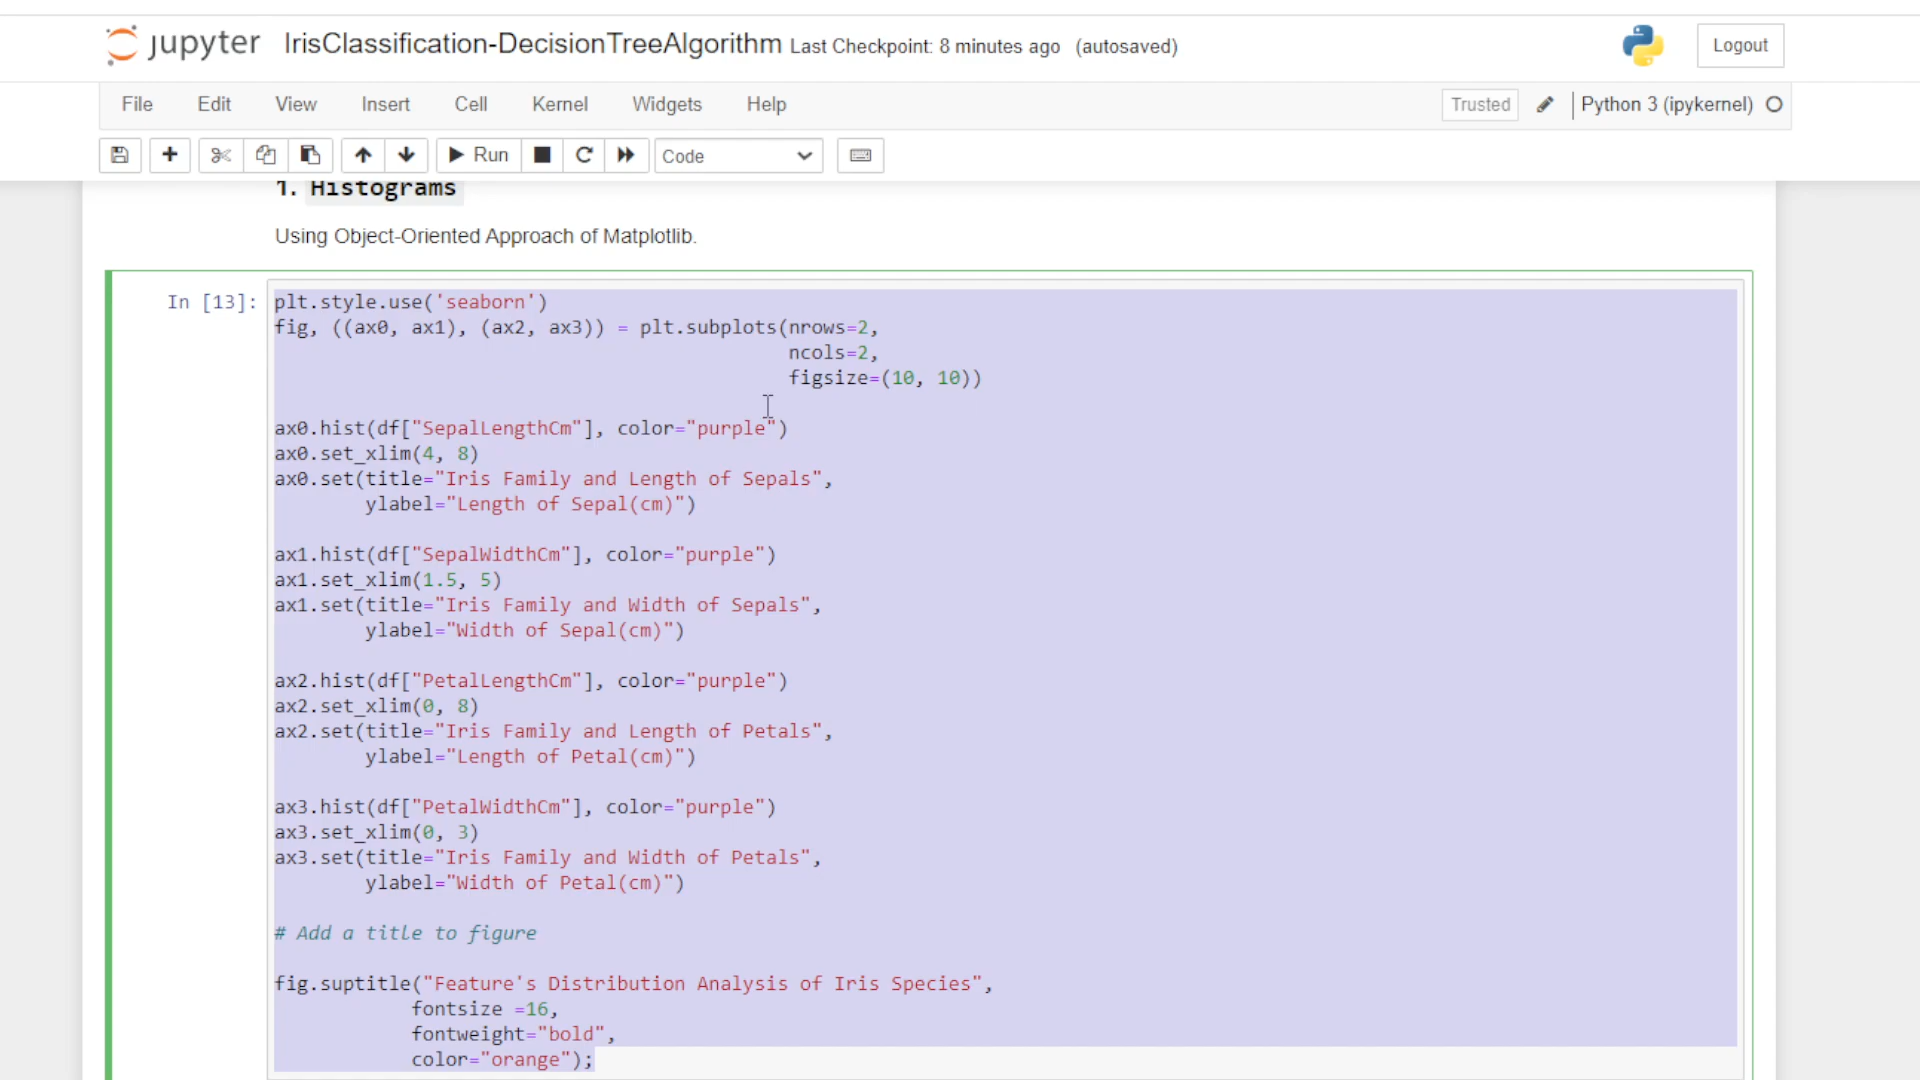 jupyter IrisClassification-DecisionTreeAlgorithm Last Checkpoint: 8 minutes ago (autosaved) Logout
File Edit View Insert Cell Kernel Widgets Help Trusted Python 3 (ipykernel)
Run Code
1. Histograms
Using Object-Oriented Approach of Matplotlib.
In [13]: plt.style.use('seaborn')
fig, ((ax0, ax1), (ax2, ax3)) = plt.subplots(nrows=2,
ncols=2,
figsize=(10, 10))
ax0.hist(df["SepalLengthCm"], color="purple")
ax0.set_xlim(4, 8)
ax0.set(title="Iris Family and Length of Sepals",
ylabel="Length of Sepal(cm)")
ax1.hist(df["SepalWidthCm"], color="purple")
ax1.set_xlim(1.5, 5)
ax1.set(title="Iris Family and Width of Sepals",
ylabel="Width of Sepal(cm)")
ax2.hist(df["PetalLengthCm"], color="purple")
ax2.set_xlim(0, 8)
ax2.set(title="Iris Family and Length of Petals",
ylabel="Length of Petal(cm)")
ax3.hist(df["PetalWidthCm"], color="purple")
ax3.set_xlim(0, 3)
ax3.set(title="Iris Family and Width of Petals",
ylabel="Width of Petal(cm)")
# Add a title to figure
fig.suptitle("Feature's Distribution Analysis of Iris Species",
fontsize =16,
fontweight="bold",
color="orange");